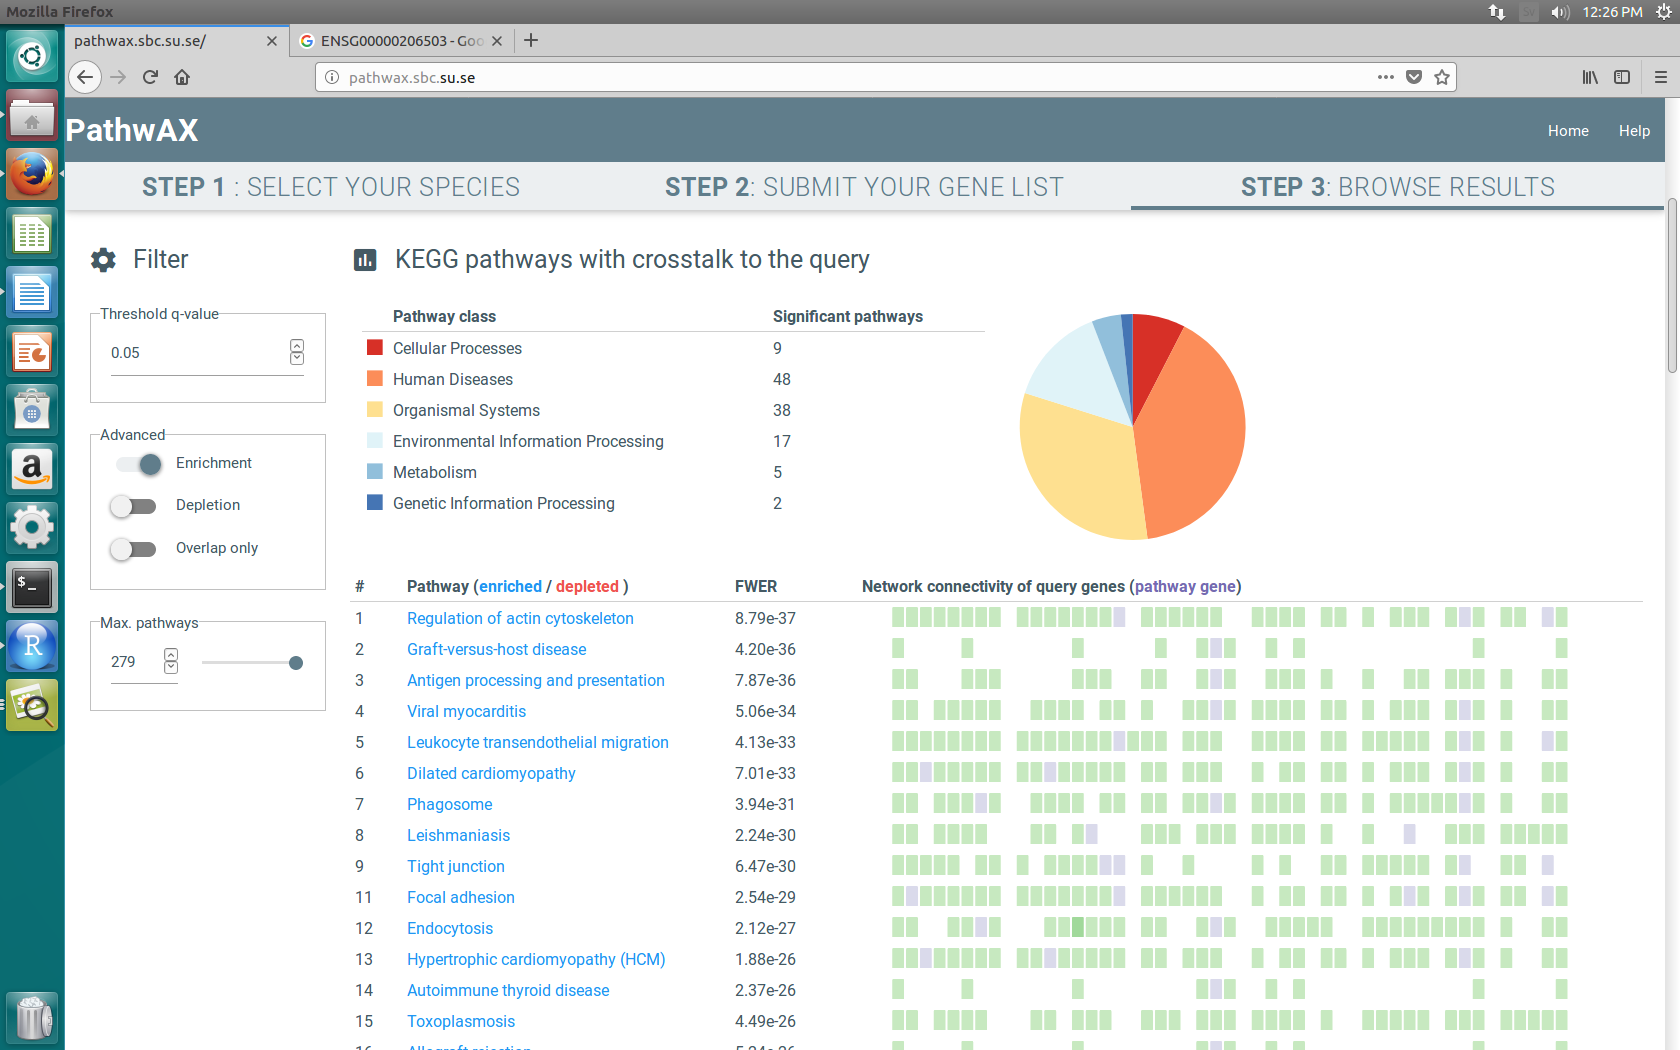 Mozilla Firefox
12:26 PM
pathwax.sbc.su.se/
ENSG00000206503 - Goo
pathwax.sbc.su.se
PathwAX
Home
Help
STEP 1 : SELECT YOUR SPECIES
STEP 2: SUBMIT YOUR GENE LIST
STEP 3: BROWSE RESULTS
Filter
Threshold q-value
0.05
Advanced
Enrichment
Depletion
Overlap only
Max. pathways
279
KEGG pathways with crosstalk to the query
Pathway class Significant pathways
Cellular Processes 9
Human Diseases 48
Organismal Systems 38
Environmental Information Processing 17
Metabolism 5
Genetic Information Processing 2
# Pathway (enriched / depleted ) FWER Network connectivity of query genes (pathway gene)
1 Regulation of actin cytoskeleton 8.79e-37
2 Graft-versus-host disease 4.20e-36
3 Antigen processing and presentation 7.87e-36
4 Viral myocarditis 5.06e-34
5 Leukocyte transendothelial migration 4.13e-33
6 Dilated cardiomyopathy 7.01e-33
7 Phagosome 3.94e-31
8 Leishmaniasis 2.24e-30
9 Tight junction 6.47e-30
11 Focal adhesion 2.54e-29
12 Endocytosis 2.12e-27
13 Hypertrophic cardiomyopathy (HCM) 1.88e-26
14 Autoimmune thyroid disease 2.37e-26
15 Toxoplasmosis 4.49e-26